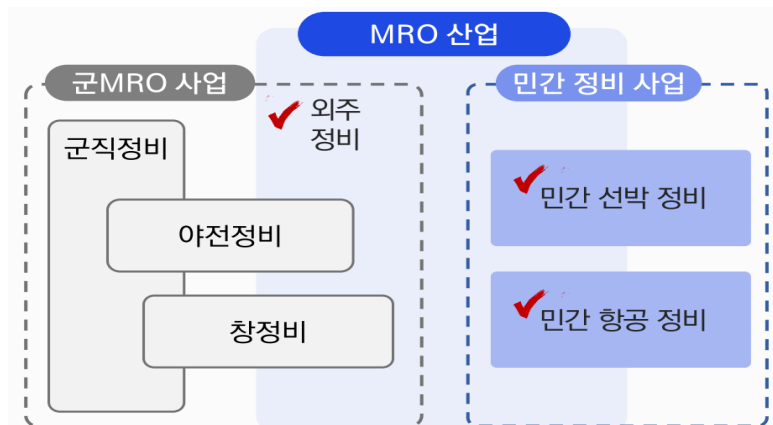 MRO 산업
군MRO 사업
민간 정비 사업
외주
정비
군직정비
야전정비
창정비
민간 선박 정비
민간 항공 정비